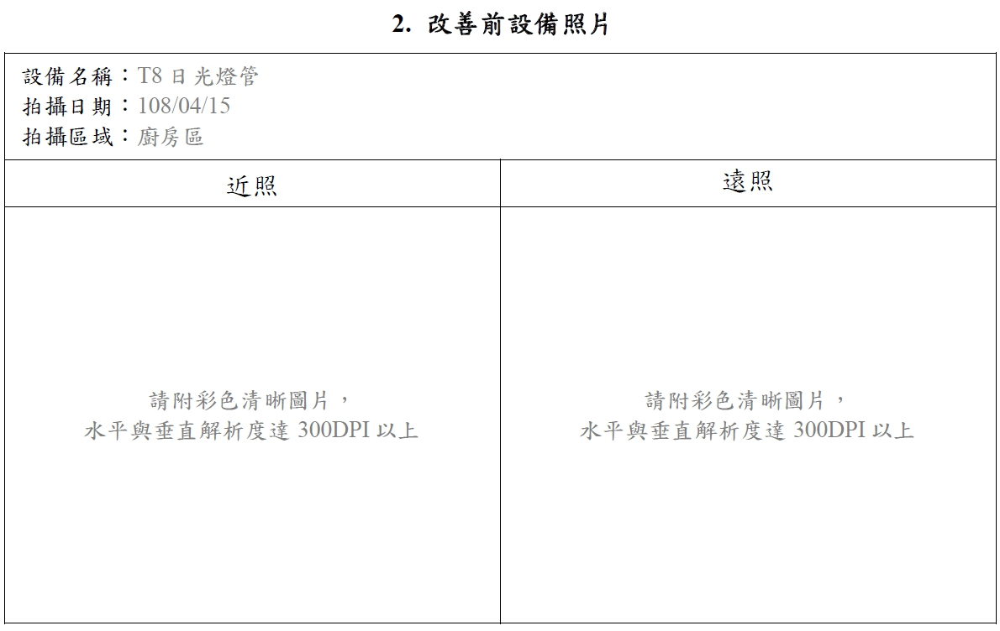 2. 改善前設備照片
設備名稱：T8 日光燈管
拍攝日期：108/04/15
拍攝區域：廚房區
近照
遠照
請附彩色清晰圖片，
水平與垂直解析度達 300DPI 以上
請附彩色清晰圖片，
水平與垂直解析度達 300DPI 以上